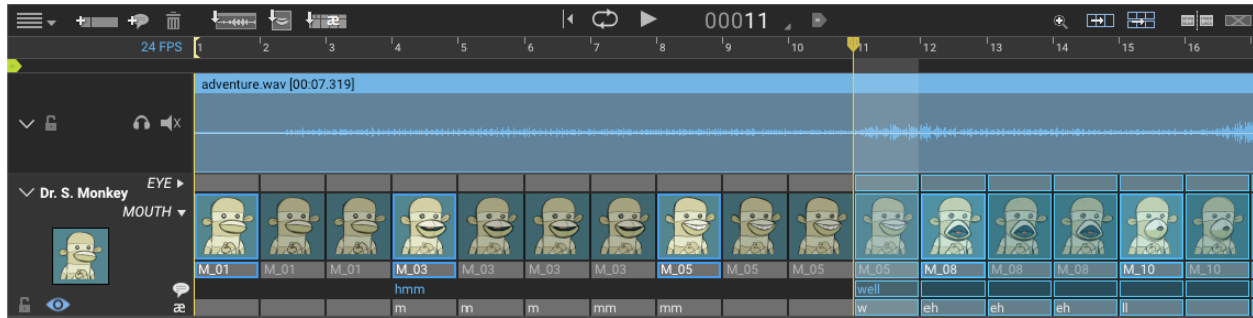 æ 00011
24 FPS 1 2 3 4 5 6 7 8 9 10 11 12 13 14 15 16
adventure.wav [00:07.319]
EYE
Dr. S. Monkey
MOUTH
M_01 M_01 M_01 M_03 M_03 M_03 M_03 M_05 M_05 M_05 M_05 M_08 M_08 M_08 M_10 M_10
hmm well
æ m m m mm mm w eh eh eh ll